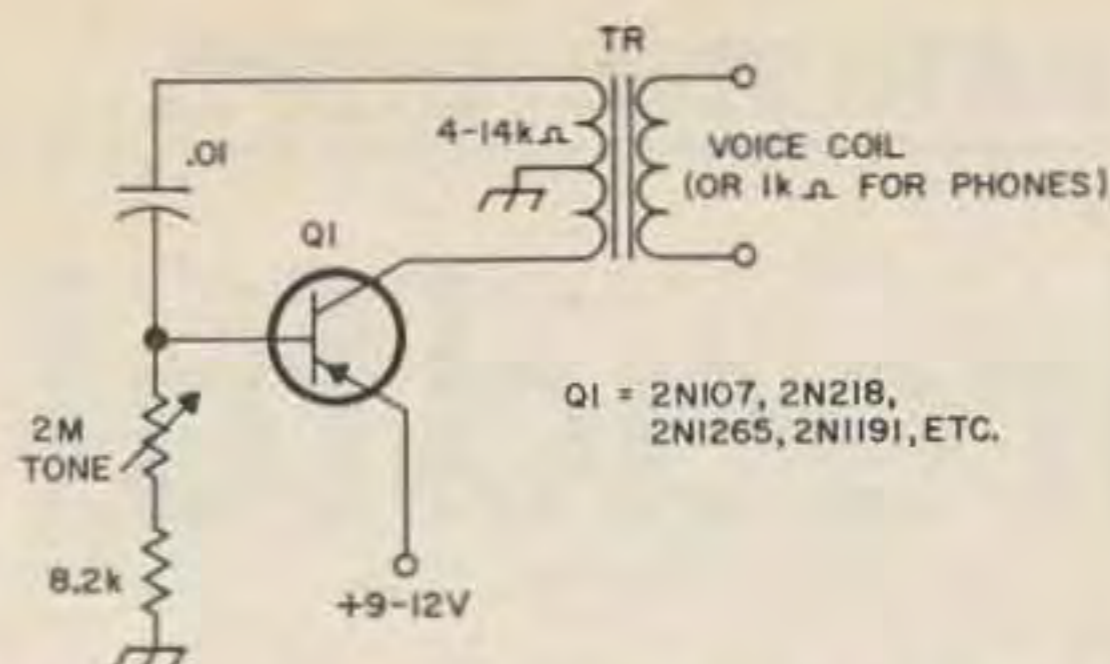 TR
4-14kΩ
.01
VOICE COIL
(OR 1kΩ FOR PHONES)
Q1
Q1 = 2N107, 2N218,
2N1265, 2N1191, ETC.
2M
TONE
8.2k
+9-12V